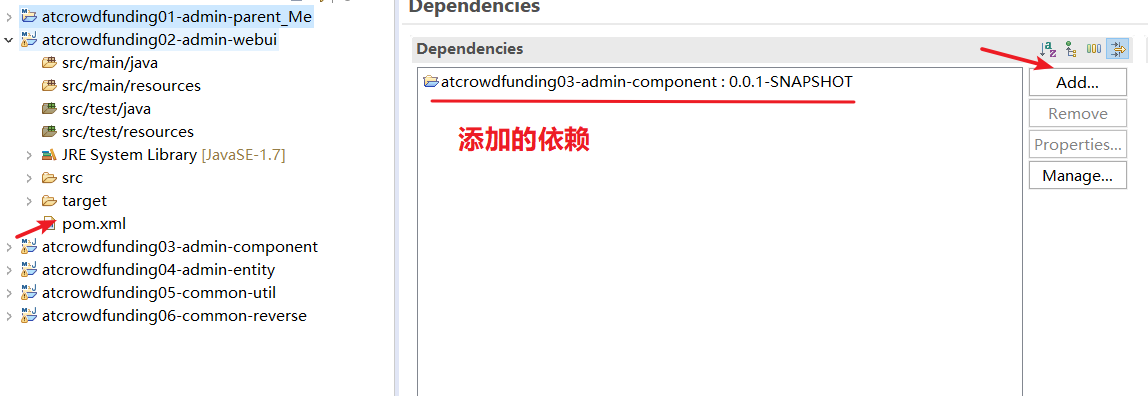 atcrowdfunding01-admin-parent_Me
atcrowdfunding02-admin-webui
src/main/java
src/main/resources
src/test/java
src/test/resources
JRE System Library [JavaSE-1.7]
src
target
pom.xml
atcrowdfunding03-admin-component
atcrowdfunding04-admin-entity
atcrowdfunding05-common-util
atcrowdfunding06-common-reverse
Dependencies
Dependencies
atcrowdfunding03-admin-component : 0.0.1-SNAPSHOT
添加的依赖
Add...
Remove
Properties...
Manage...